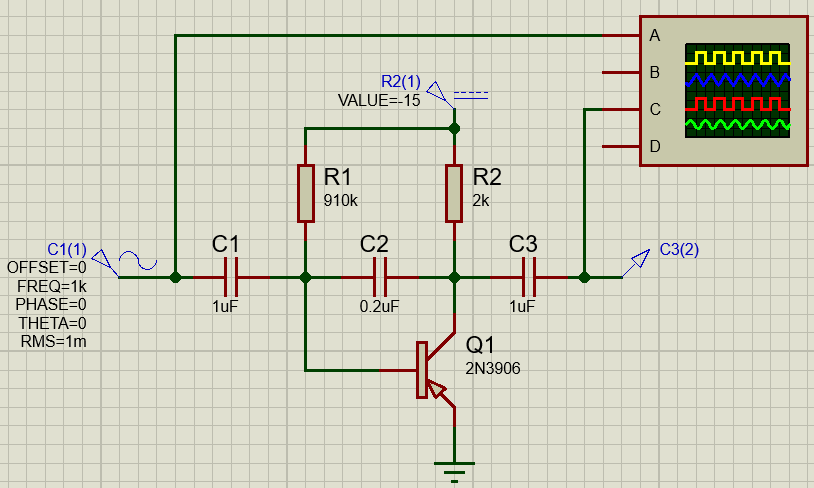 A
R2(1)
VALUE=-15
B
C
D
R1
910k
R2
2k
C1(1)
OFFSET=0
FREQ=1k
PHASE=0
THETA=0
RMS=1m
C1
1uF
C2
0.2uF
C3
1uF
C3(2)
Q1
2N3906